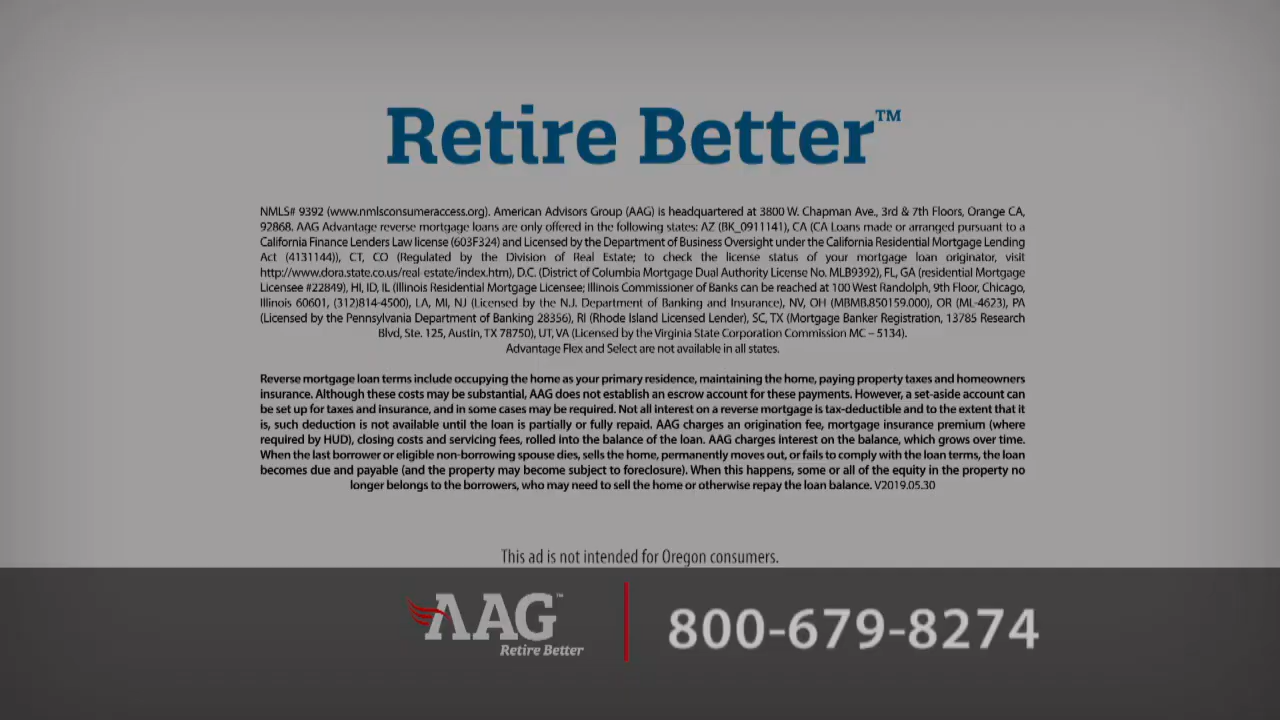 Retire Better™
NMLS# 9392 (www.nmlsconsumeraccess.org). American Advisors Group (AAG) is headquartered at 3800 W. Chapman Ave., 3rd & 7th Floors, Orange CA,
92868. AAG Advantage reverse mortgage loans are only offered in the following states: AZ (BK_0911141), CA (CA Loans made or arranged pursuant to a
California Finance Lenders Law license (603F324) and Licensed by the Department of Business Oversight under the California Residential Mortgage Lending
Act (4131144)), CT, CO (Regulated by the Division of Real Estate; to check the license status of your mortgage loan originator, visit
http://www.dora.state.co.us/real-estate/index.htm), D.C. (District of Columbia Mortgage Dual Authority License No. MLB9392), FL, GA (residential Mortgage
Licensee #22849), HI, ID, IL (Illinois Residential Mortgage Licensee; Illinois Commissioner of Banks can be reached at 100 West Randolph, 9th Floor, Chicago,
Illinois 60601, (312)814-4500), LA, MI, NJ (Licensed by the N.J. Department of Banking and Insurance), NV, OH (MBMB.850159.000), OR (ML-4623), PA
(Licensed by the Pennsylvania Department of Banking 28356), RI (Rhode Island Licensed Lender), SC, TX (Mortgage Banker Registration, 13785 Research
Blvd, Ste. 125, Austin, TX 78750), UT, VA (Licensed by the Virginia State Corporation Commission MC – 5134).
Advantage Flex and Select are not available in all states.
Reverse mortgage loan terms include occupying the home as your primary residence, maintaining the home, paying property taxes and homeowners
insurance. Although these costs may be substantial, AAG does not establish an escrow account for these payments. However, a set-aside account can
be set up for taxes and insurance, and in some cases may be required. Not all interest on a reverse mortgage is tax-deductible and to the extent that it
is, such deduction is not available until the loan is partially or fully repaid. AAG charges an origination fee, mortgage insurance premium (where
required by HUD), closing costs and servicing fees, rolled into the balance of the loan. AAG charges interest on the balance, which grows over time.
When the last borrower or eligible non-borrowing spouse dies, sells the home, permanently moves out, or fails to comply with the loan terms, the loan
becomes due and payable (and the property may become subject to foreclosure). When this happens, some or all of the equity in the property no
longer belongs to the borrowers, who may need to sell the home or otherwise repay the loan balance. V2019.05.30
This ad is not intended for Oregon consumers.
AAG™
Retire Better
800-679-8274